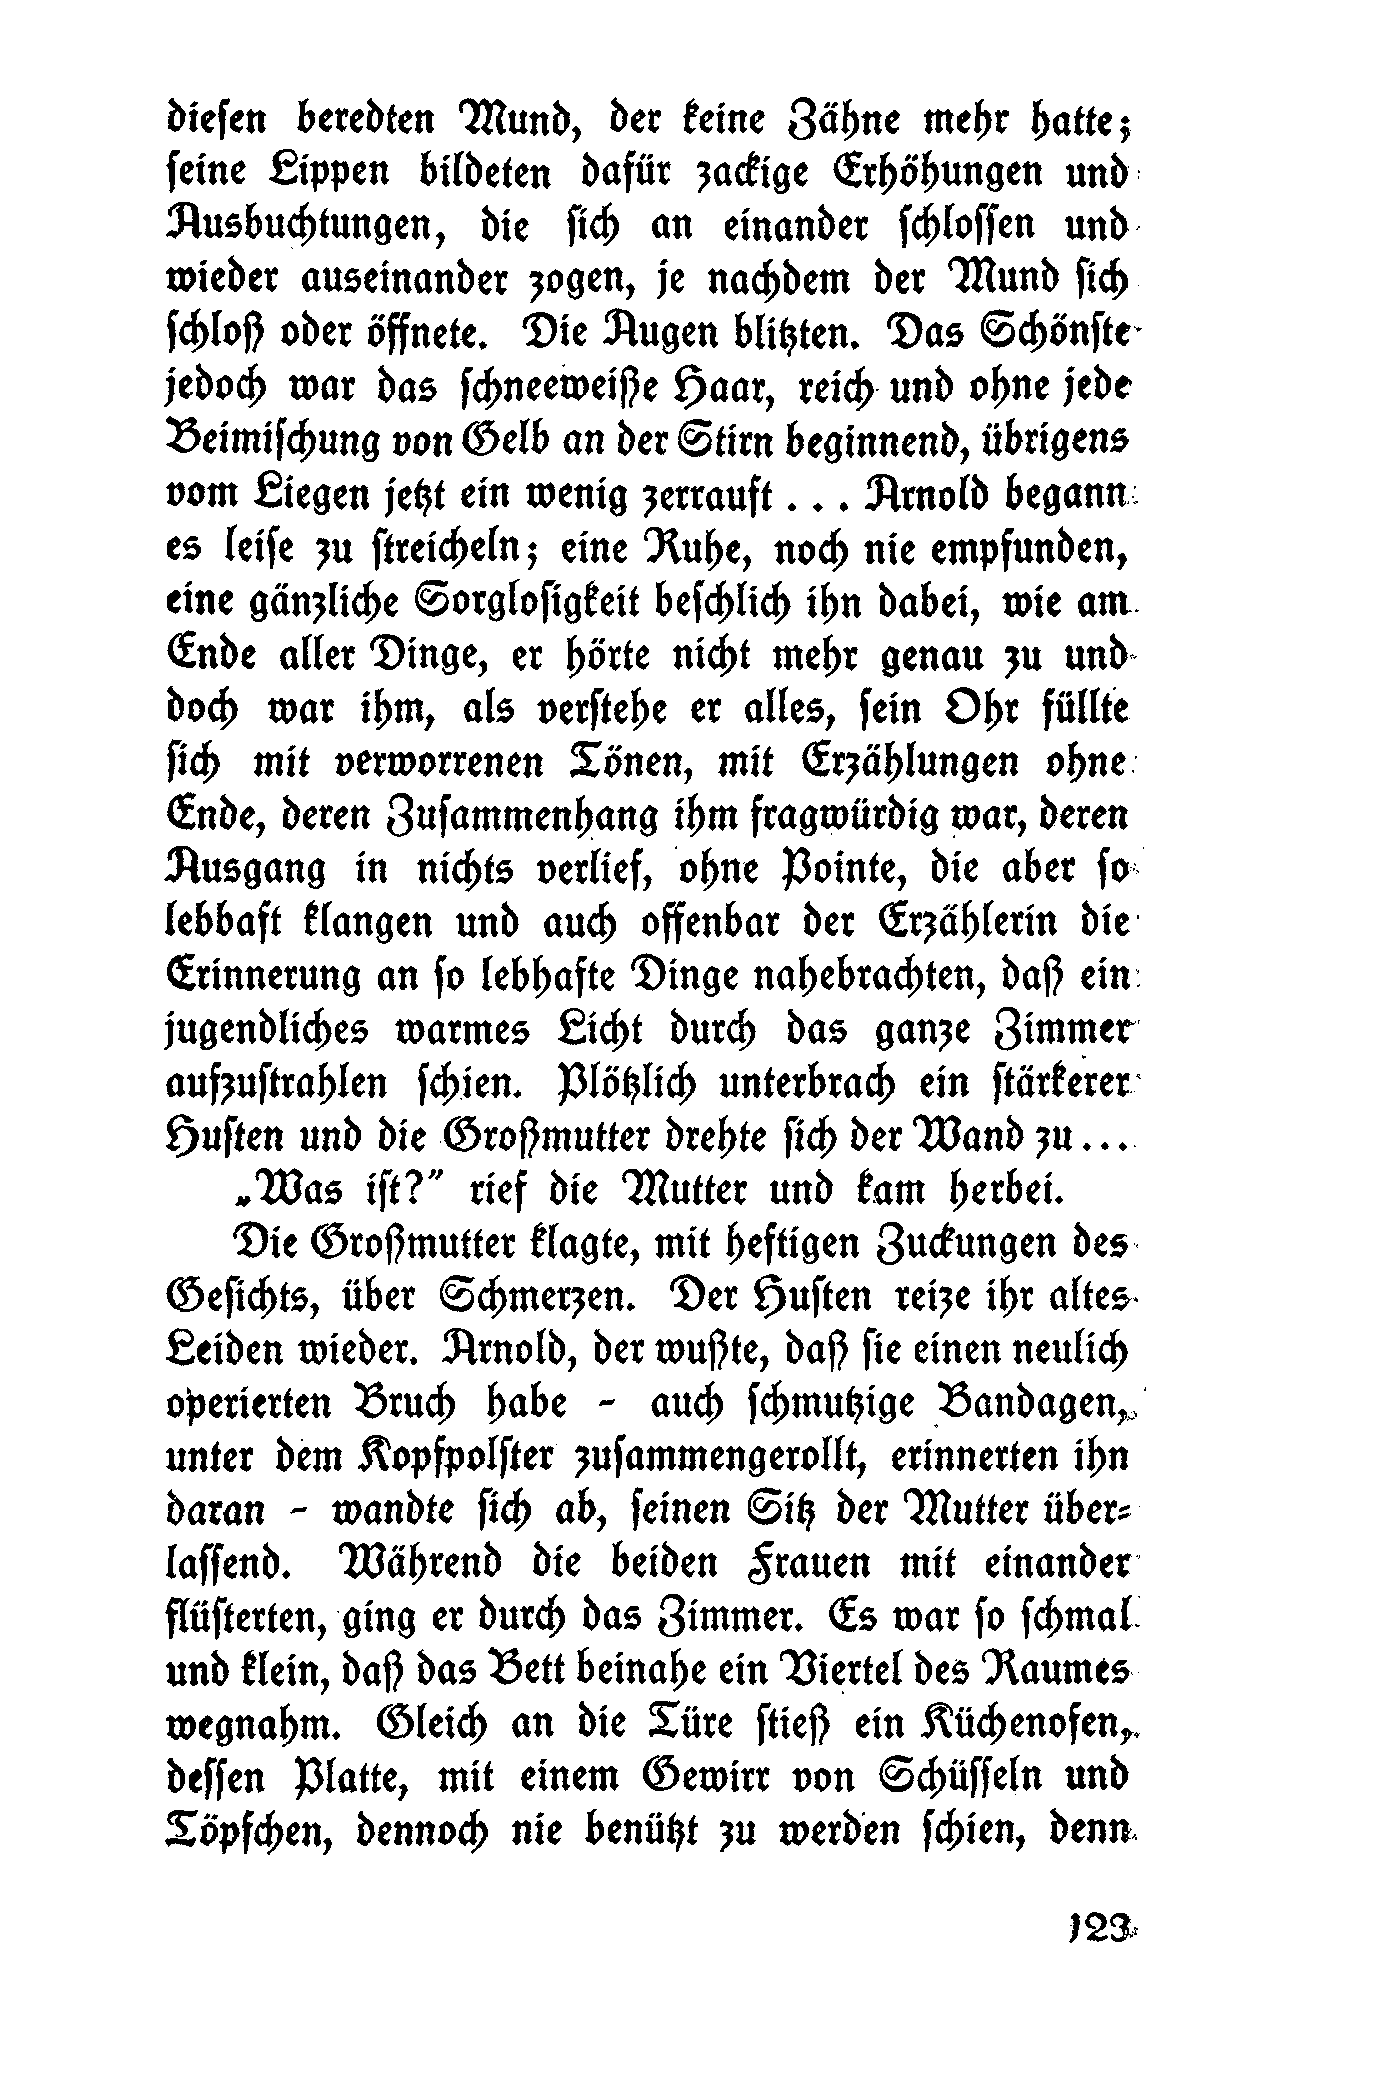 diesen beredten Mund, der keine Zähne mehr hatte;
seine Lippen bildeten dafür zackige Erhöhungen und
Ausbuchtungen, die sich an einander schlossen und
wieder auseinander zogen, je nachdem der Mund sich
schloß oder öffnete. Die Augen blitzten. Das Schönste
jedoch war das schneeweiße Haar, reich und ohne jede
Beimischung von Gelb an der Stirn beginnend, übrigens
vom Liegen jetzt ein wenig zerrauft . . . Arnold begann
es leise zu streicheln; eine Ruhe, noch nie empfunden,
eine gänzliche Sorglosigkeit beschlich ihn dabei, wie am
Ende aller Dinge, er hörte nicht mehr genau zu und
doch war ihm, als verstehe er alles, sein Ohr füllte
sich mit verworrenen Tönen, mit Erzählungen ohne
Ende, deren Zusammenhang ihm fragwürdig war, deren
Ausgang in nichts verlief, ohne Pointe, die aber so
lebbaft klangen und auch offenbar der Erzählerin die
Erinnerung an so lebhafte Dinge nahebrachten, daß ein
jugendliches warmes Licht durch das ganze Zimmer
aufzustrahlen schien. Plötzlich unterbrach ein stärkerer
Husten und die Großmutter drehte sich der Wand zu...
„Was ist?” rief die Mutter und kam herbei.
Die Großmutter klagte, mit heftigen Zuckungen des
Gesichts, über Schmerzen. Der Husten reize ihr altes
Leiden wieder. Arnold, der wußte, daß sie einen neulich
operierten Bruch habe - auch schmutzige Bandagen,
unter dem Kopfpolster zusammengerollt, erinnerten ihn
daran - wandte sich ab, seinen Sitz der Mutter über-
lassend. Während die beiden Frauen mit einander
flüsterten, ging er durch das Zimmer. Es war so schmal
und klein, daß das Bett beinahe ein Viertel des Raumes
wegnahm. Gleich an die Türe stieß ein Küchenofen,
dessen Platte, mit einem Gewirr von Schüsseln und
Töpfchen, dennoch nie benützt zu werden schien, denn
123